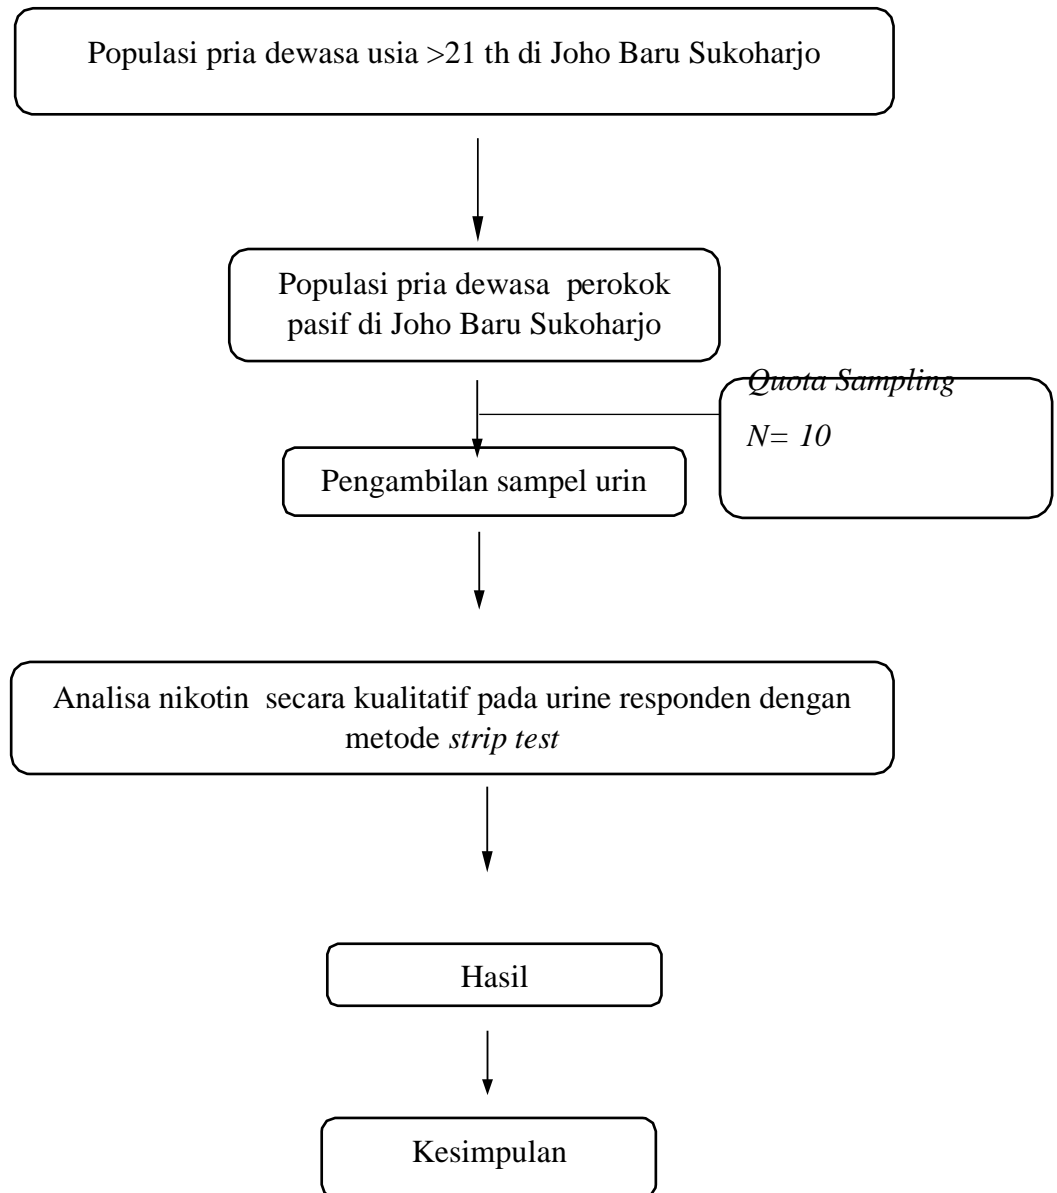 Populasi pria dewasa usia >21 th di Joho Baru Sukoharjo
Populasi pria dewasa perokok
pasif di Joho Baru Sukoharjo
Quota Sampling
N= 10
Pengambilan sampel urin
Analisa nikotin secara kualitatif pada urine responden dengan
metode strip test
Hasil
Kesimpulan